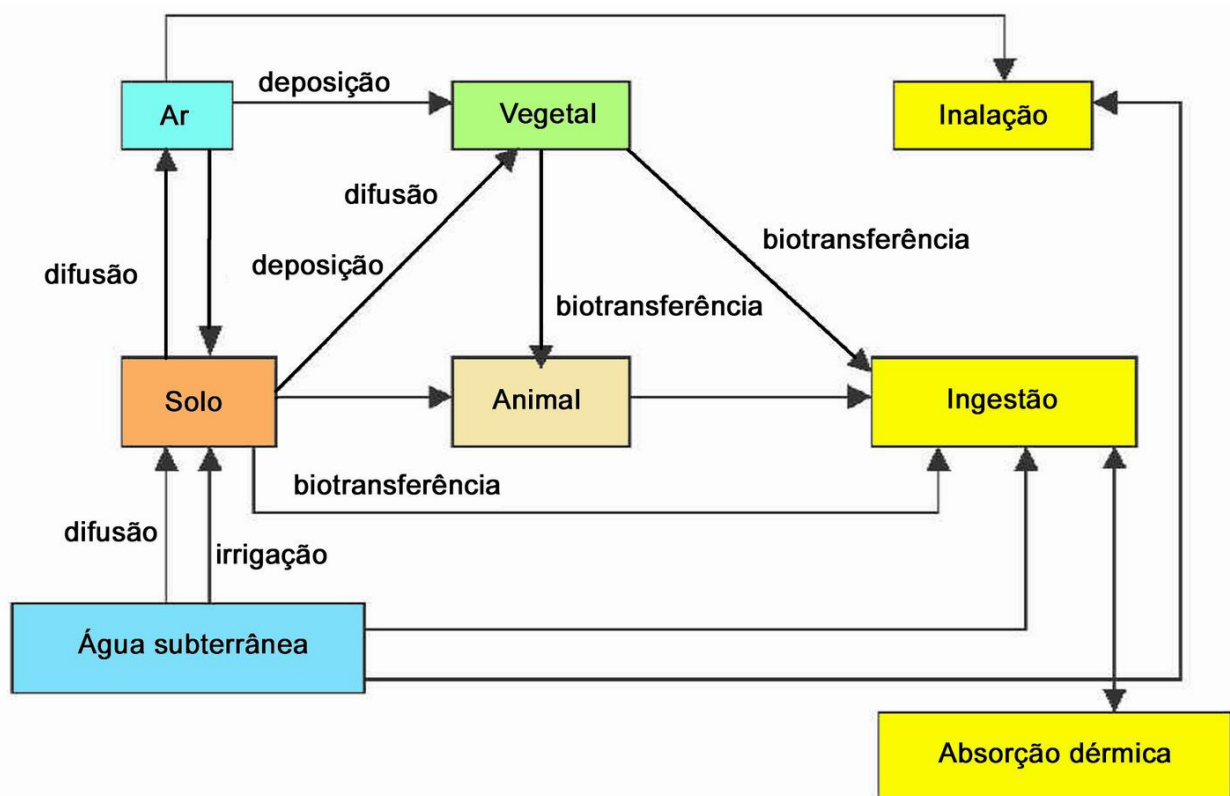 deposição
Ar
Vegetal
Inalação
difusão
biotransferência
deposição
difusão
biotransferência
Solo
Animal
Ingestão
biotransferência
difusão
irrigação
Água subterrânea
Absorção dérmica